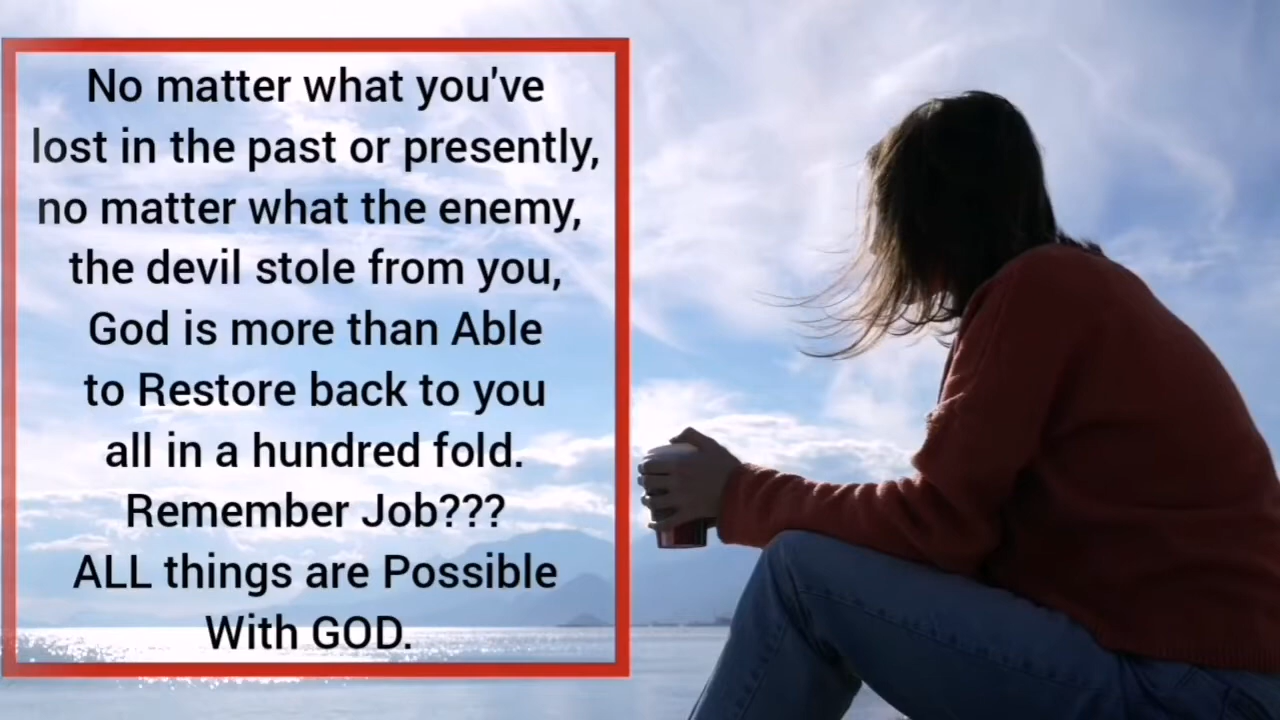 No matter what you've
lost in the past or presently,
no matter what the enemy,
the devil stole from you,
God is more than Able
to Restore back to you
all in a hundred fold.
Remember Job???
ALL things are Possible
With GOD.